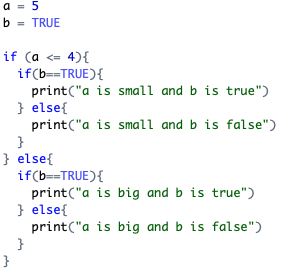 a = 5
b = TRUE

if (a <= 4){
  if(b==TRUE){
    print("a is small and b is true")
  } else{
    print("a is small and b is false")
  }
} else{
  if(b==TRUE){
    print("a is big and b is true")
  } else{
    print("a is big and b is false")
  }
}